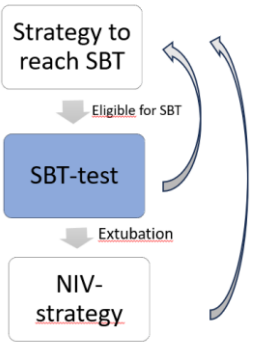 Strategy to
reach SBT
Eligible for SBT
SBT-test
Extubation
NIV-
strategy